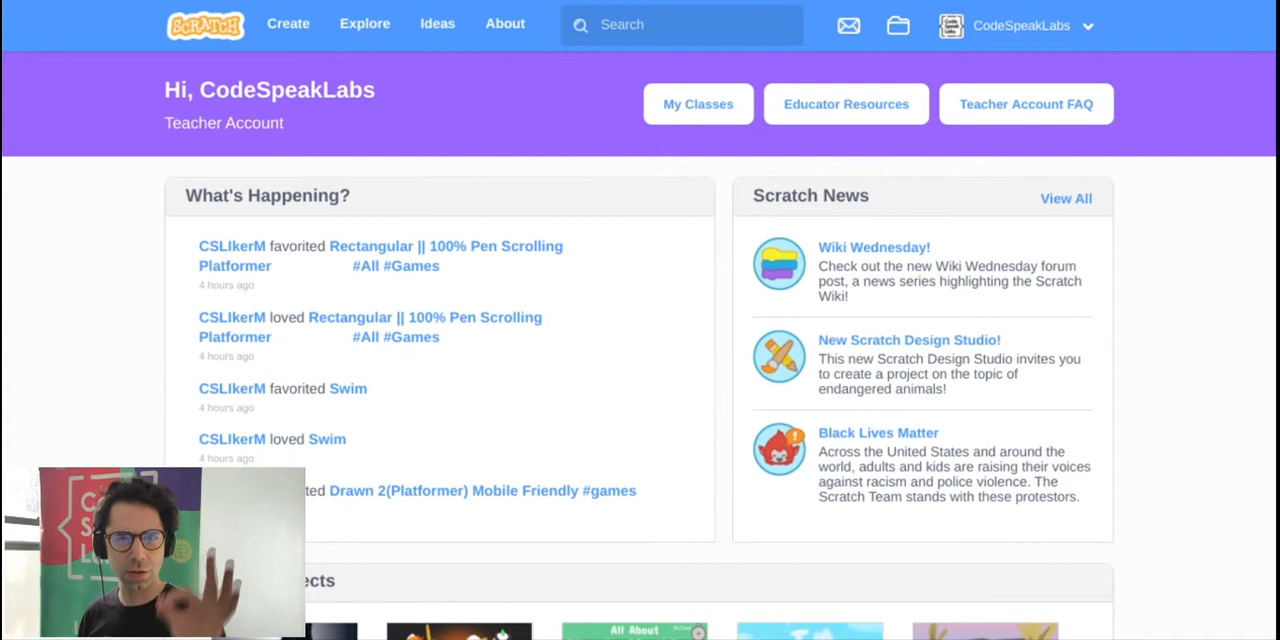 SCRATCH Create Explore Ideas About Search CodeSpeakLabs
Hi, CodeSpeakLabs
Teacher Account
My Classes Educator Resources Teacher Account FAQ
What's Happening?
CSLIkerM favorited Rectangular || 100% Pen Scrolling
Platformer #All #Games
4 hours ago
CSLIkerM loved Rectangular || 100% Pen Scrolling
Platformer #All #Games
4 hours ago
CSLIkerM favorited Swim
4 hours ago
CSLIkerM loved Swim
4 hours ago
ted Drawn 2(Platformer) Mobile Friendly #games
Scratch News View All
Wiki Wednesday!
Check out the new Wiki Wednesday forum
post, a news series highlighting the Scratch
Wiki!
New Scratch Design Studio!
This new Scratch Design Studio invites you
to create a project on the topic of
endangered animals!
Black Lives Matter
Across the United States and around the
world, adults and kids are raising their voices
against racism and police violence. The
Scratch Team stands with these protestors.
ects
All About